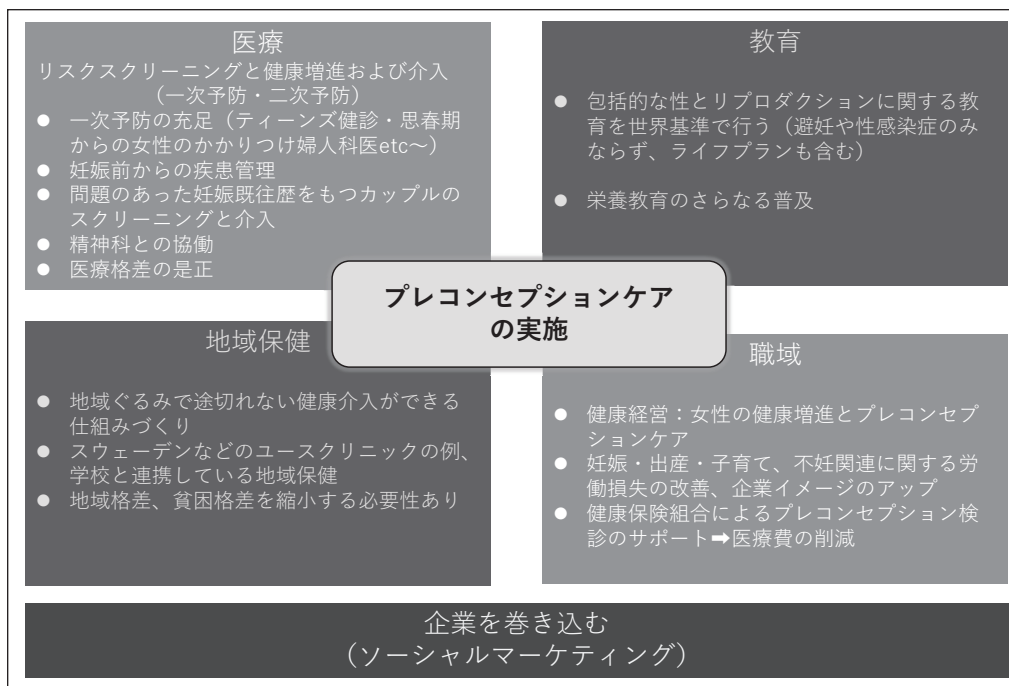 医療
リスクスクリーニングと健康増進および介入
（一次予防・二次予防）
● 一次予防の充足（ティーンズ健診・思春期
からの女性のかかりつけ婦人科医etc～）
● 妊娠前からの疾患管理
● 問題のあった妊娠既往歴をもつカップルの
スクリーニングと介入
● 精神科との協働
● 医療格差の是正
教育
● 包括的な性とリプロダクションに関する教
育を世界基準で行う（避妊や性感染症のみ
ならず、ライフプランも含む）
● 栄養教育のさらなる普及
プレコンセプションケア
の実施
地域保健
● 地域ぐるみで途切れない健康介入ができる
仕組みづくり
● スウェーデンなどのユースクリニックの例、
学校と連携している地域保健
● 地域格差、貧困格差を縮小する必要性あり
職域
● 健康経営：女性の健康増進とプレコンセプ
ションケア
● 妊娠・出産・子育て、不妊関連に関する労
働損失の改善、企業イメージのアップ
● 健康保険組合によるプレコンセプション検
診のサポート➡医療費の削減
企業を巻き込む
（ソーシャルマーケティング）